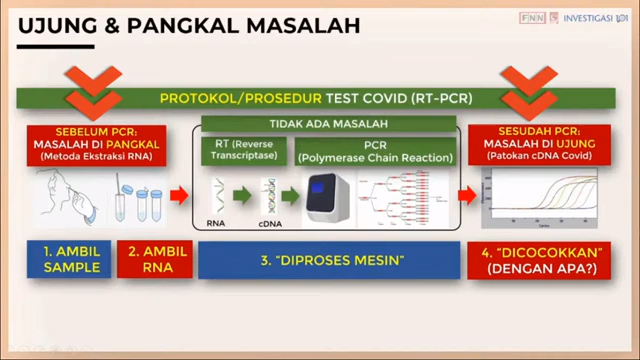 UJUNG & PANGKAL MASALAH
FNN
INVESTIGASI
PROTOKOL/PROSEDUR TEST COVID (RT-PCR)
SEBELUM PCR:
MASALAH DI PANGKAL
(Metoda Ekstraksi RNA)
TIDAK ADA MASALAH
RT (Reverse
Transcriptase)
PCR
(Polymerase Chain Reaction)
RNA
cDNA
SESUDAH PCR:
MASALAH DI UJUNG
(Patokan cDNA Covid)
1. AMBIL
SAMPLE
2. AMBIL
RNA
3. "DIPROSES MESIN"
4. "DICOCOKKAN"
(DENGAN APA?)